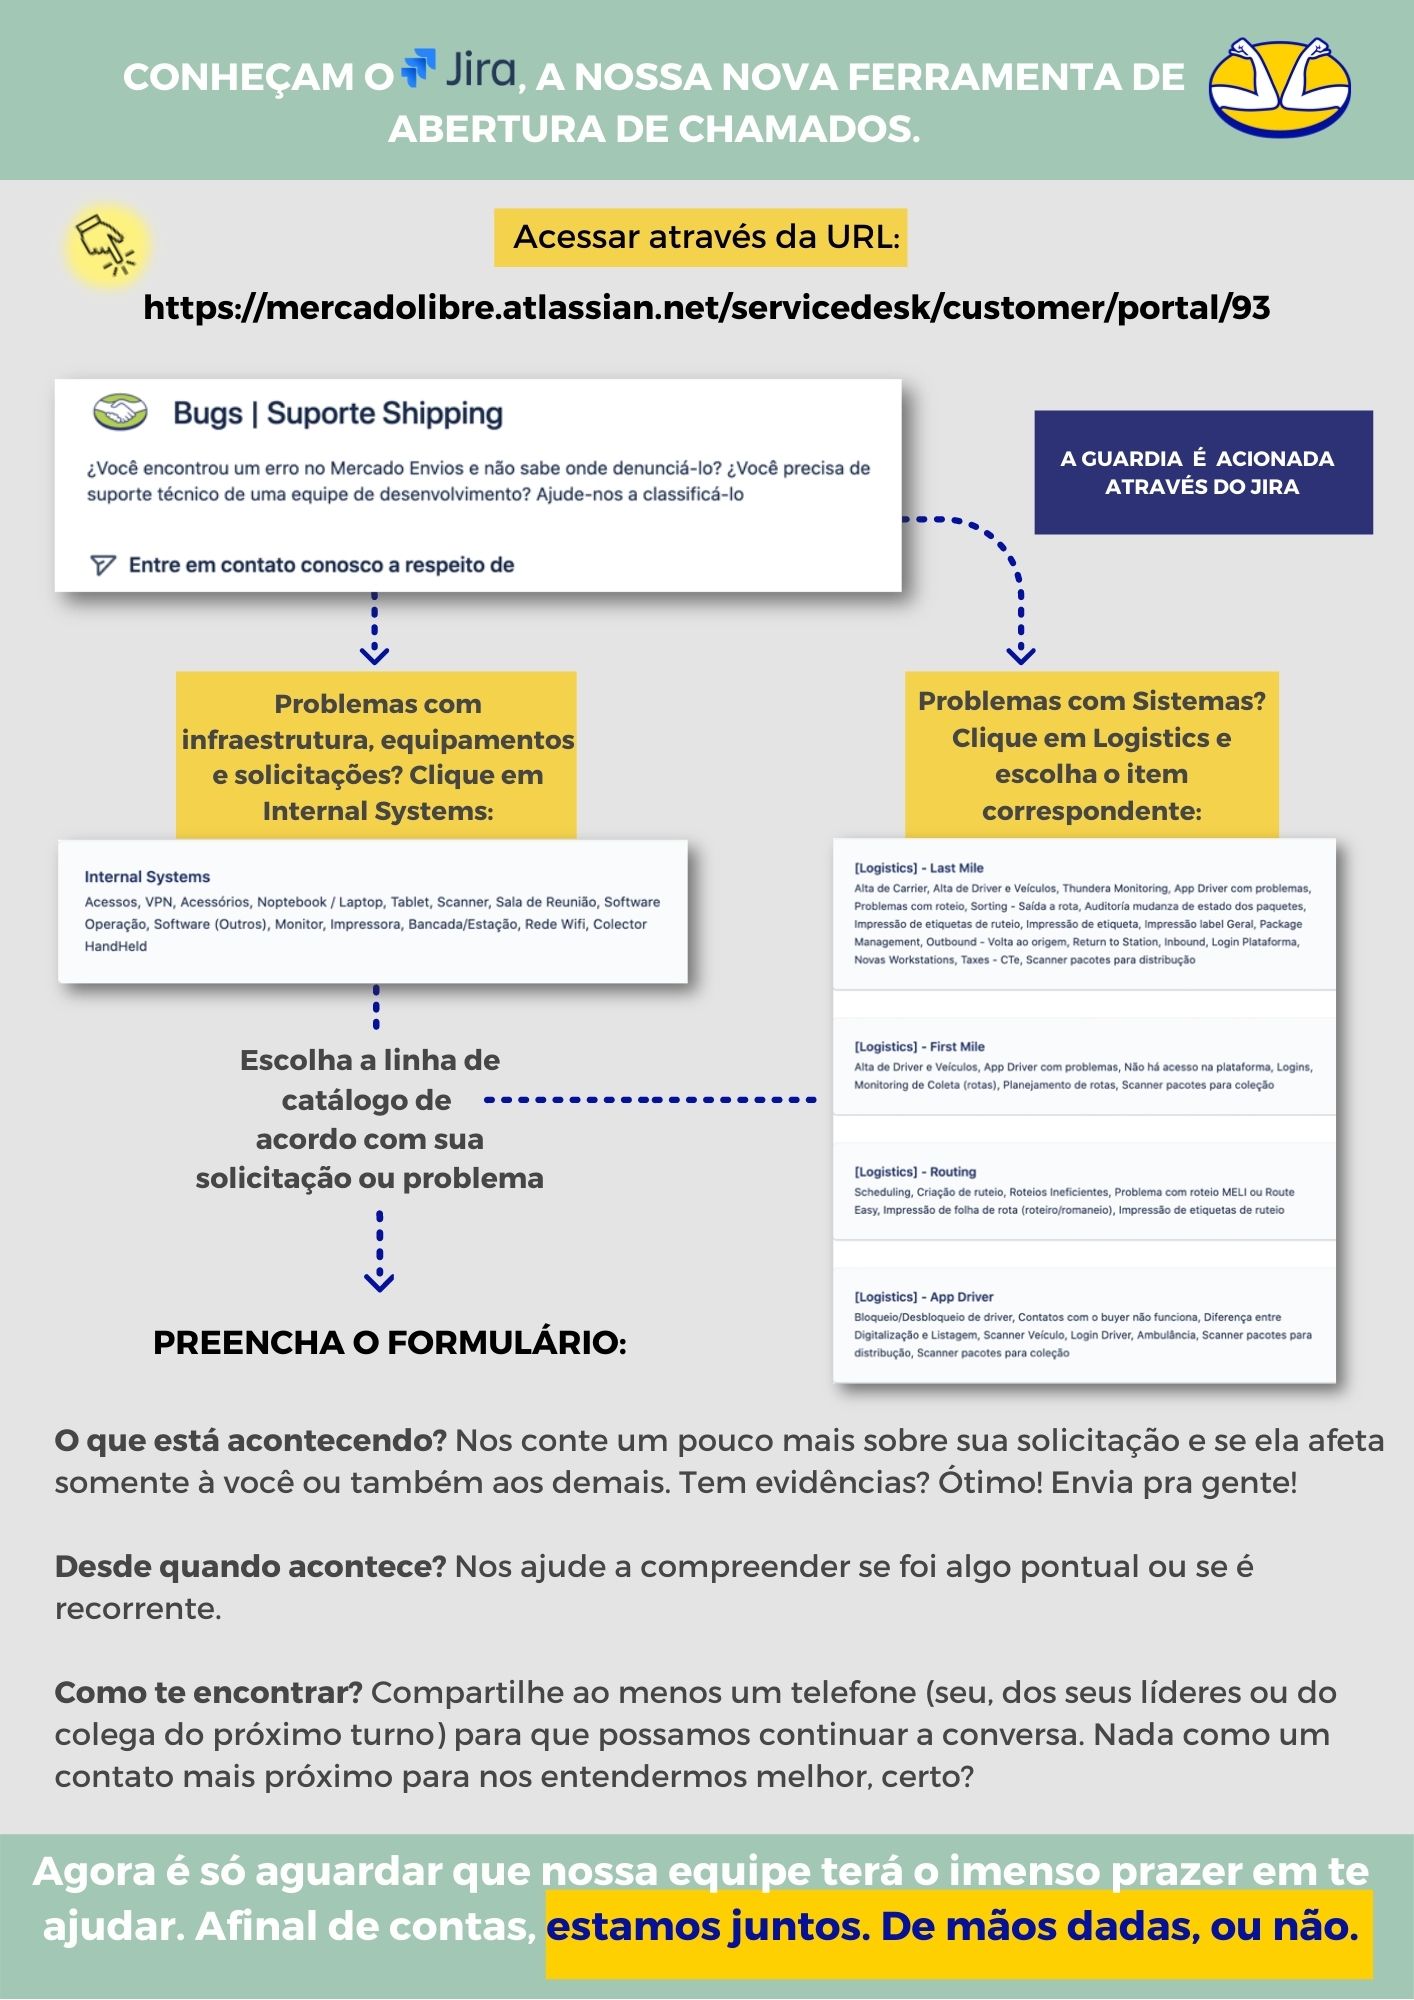 CONHEÇAM O Jira, A NOSSA NOVA FERRAMENTA DE
ABERTURA DE CHAMADOS.
Acessar através da URL:
https://mercadolibre.atlassian.net/servicedesk/customer/portal/93
Bugs | Suporte Shipping
¿Você encontrou um erro no Mercado Envios e não sabe onde denunciá-lo? ¿Você precisa de
suporte técnico de uma equipe de desenvolvimento? Ajude-nos a classificá-lo
Entre em contato conosco a respeito de
A GUARDIA É ACIONADA
ATRAVÉS DO JIRA
Problemas com
infraestrutura, equipamentos
e solicitações? Clique em
Internal Systems:
Internal Systems
Acessos, VPN, Acessórios, Noptebook / Laptop, Tablet, Scanner, Sala de Reunião, Software
Operação, Software (Outros), Monitor, Impressora, Bancada/Estação, Rede Wifi, Colector
HandHeld
Problemas com Sistemas?
Clique em Logistics e
escolha o item
correspondente:
[Logistics] - Last Mile
Alta de Carrier, Alta de Driver e Veículos, Thundera Monitoring, App Driver com problemas,
Problemas com roteio, Sorting - Saída a rota, Auditoría mudanza de estado dos paquetes,
Impressão de etiquetas de ruteio, Impressão de etiqueta, Impressão label Geral, Package
Management, Outbound - Volta ao origem, Return to Station, Inbound, Login Plataforma,
Novas Workstations, Taxes - CTe, Scanner pacotes para distribução
[Logistics] - First Mile
Alta de Driver e Veículos, App Driver com problemas, Não há acesso na plataforma, Logins,
Monitoring de Coleta (rotas), Planejamento de rotas, Scanner pacotes para coleção
[Logistics] - Routing
Scheduling, Criação de ruteio, Roteios Ineficientes, Problema com roteio MELI ou Route
Easy, Impressão de folha de rota (roteiro/romaneio), Impressão de etiquetas de ruteio
[Logistics] - App Driver
Bloqueio/Desbloqueio de driver, Contatos com o buyer não funciona, Diferença entre
Digitalização e Listagem, Scanner Veículo, Login Driver, Ambulância, Scanner pacotes para
distribução, Scanner pacotes para coleção
Escolha a linha de
catálogo de
acordo com sua
solicitação ou problema
PREENCHA O FORMULÁRIO:
O que está acontecendo? Nos conte um pouco mais sobre sua solicitação e se ela afeta
somente à você ou também aos demais. Tem evidências? Ótimo! Envia pra gente!
Desde quando acontece? Nos ajude a compreender se foi algo pontual ou se é
recorrente.
Como te encontrar? Compartilhe ao menos um telefone (seu, dos seus líderes ou do
colega do próximo turno) para que possamos continuar a conversa. Nada como um
contato mais próximo para nos entendermos melhor, certo?
Agora é só aguardar que nossa equipe terá o imenso prazer em te
ajudar. Afinal de contas, estamos juntos. De mãos dadas, ou não.